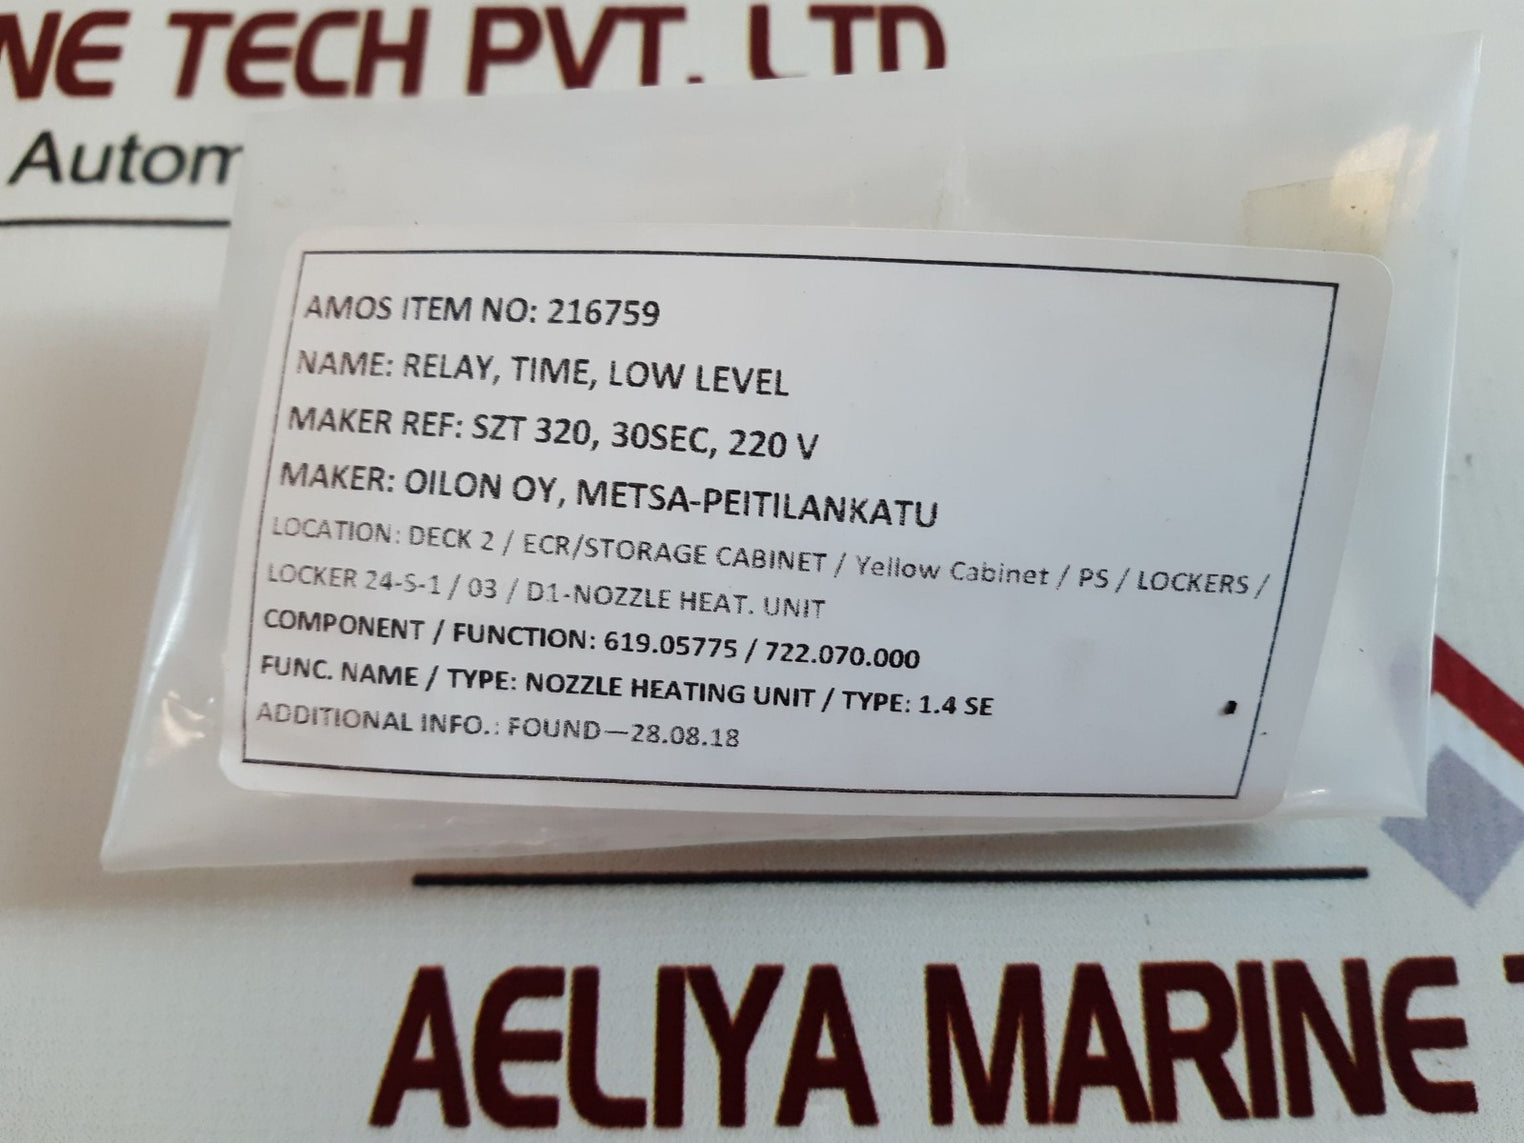 NE TECH PVT. LTD
Autom
AMOS ITEM NO: 216759
NAME: RELAY, TIME, LOW LEVEL
MAKER REF: SZT 320, 30SEC, 220 V
MAKER: OILON OY, METSA-PEITILANKATU
LOCATION: DECK 2 / ECR/STORAGE CABINET / Yellow Cabinet / PS / LOCKERS /
LOCKER 24-S-1 / 03 / D1-NOZZLE HEAT. UNIT
COMPONENT / FUNCTION: 619.05775 / 722.070.000
FUNC. NAME / TYPE: NOZZLE HEATING UNIT / TYPE: 1.4 SE
ADDITIONAL INFO.: FOUND—28.08.18
AELIYA MARINE T